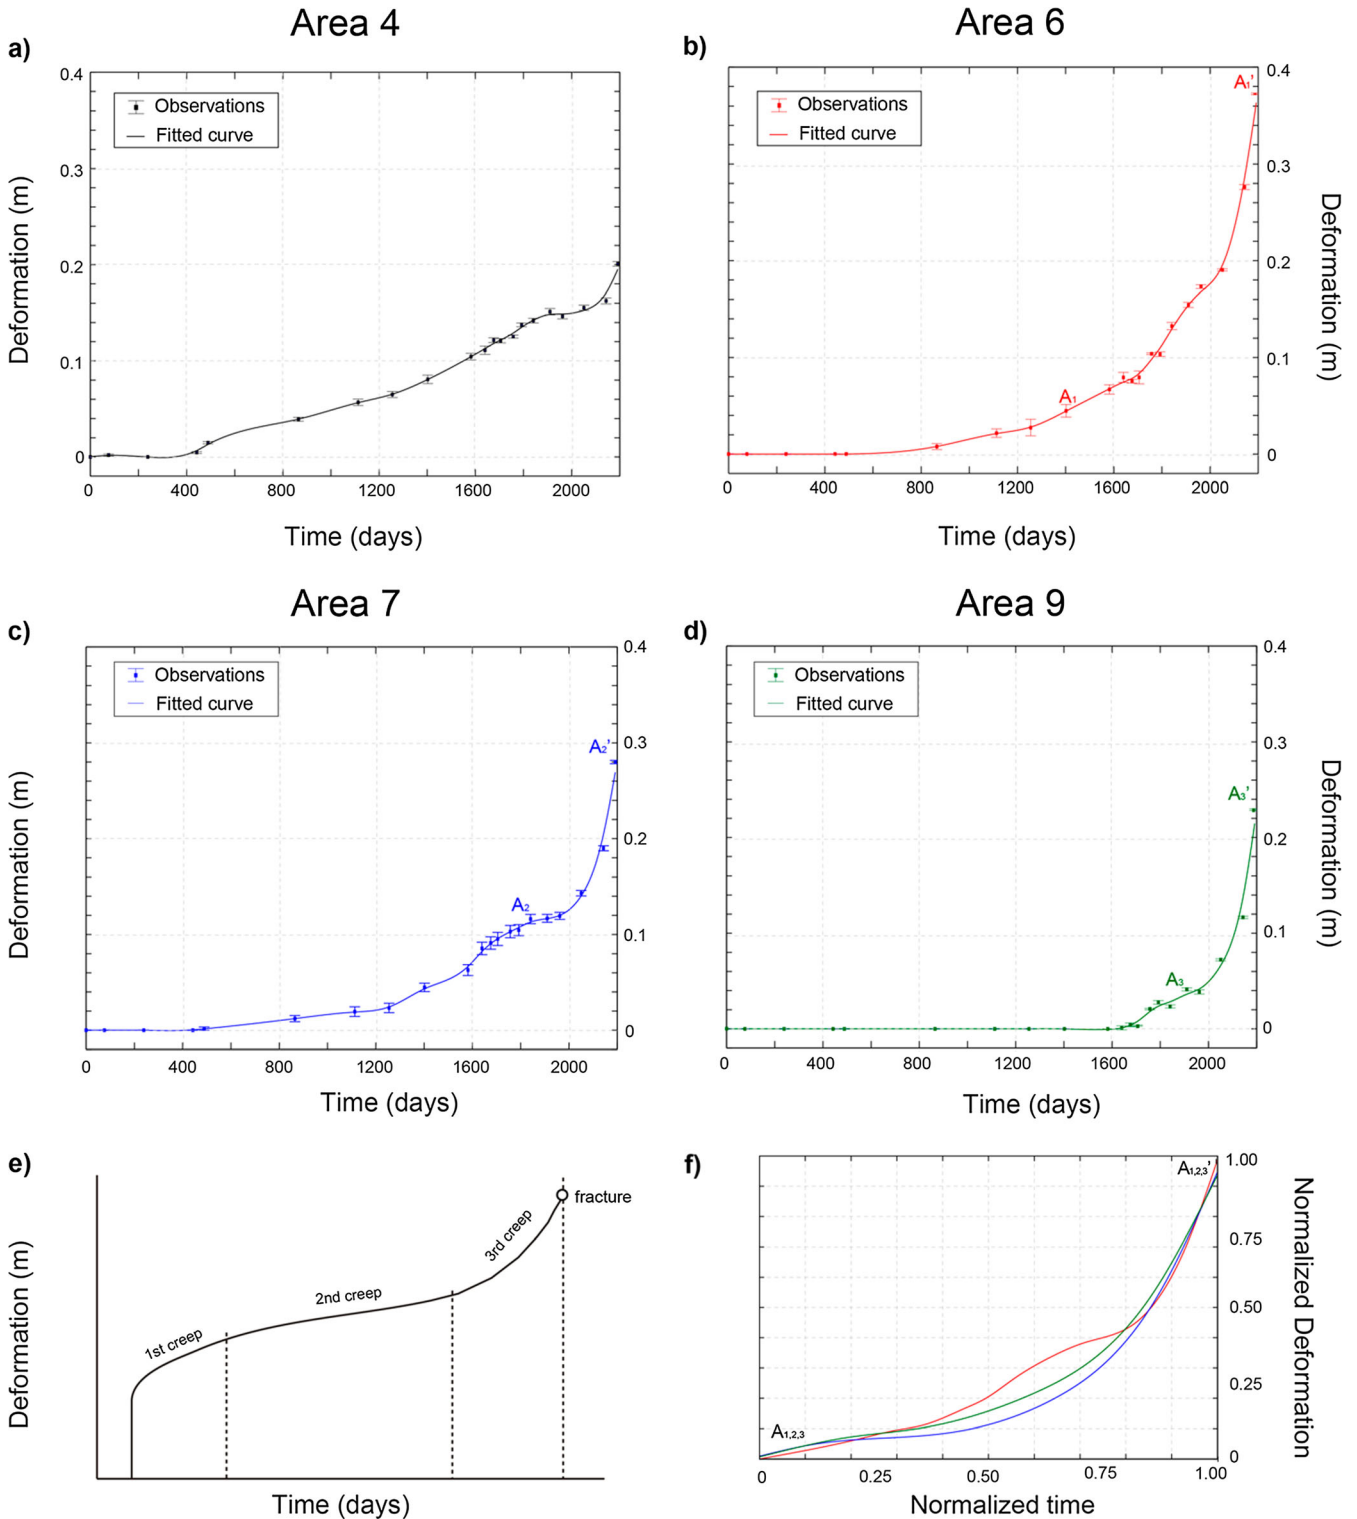 Area 4
a)
0.4
0.3
0.2
0.1
0
Observations
Fitted curve
Deformation (m)
0 400 800 1200 1600 2000
Time (days)
Area 6
b)
Observations
Fitted curve
A₁'
A₁
0.4
0.3
0.2
0.1
0
Deformation (m)
0 400 800 1200 1600 2000
Time (days)
Area 7
c)
Observations
Fitted curve
A₂'
A₂
0.4
0.3
0.2
0.1
0
Deformation (m)
0 400 800 1200 1600 2000
Time (days)
Area 9
d)
Observations
Fitted curve
A₃'
A₃
0.4
0.3
0.2
0.1
0
Deformation (m)
0 400 800 1200 1600 2000
Time (days)
e)
Deformation (m)
1st creep
2nd creep
3rd creep
fracture
Time (days)
f)
A₁,₂,₃'
A₁,₂,₃
1.00
0.75
0.50
0.25
0
Normalized Deformation
0 0.25 0.50 0.75 1.00
Normalized time